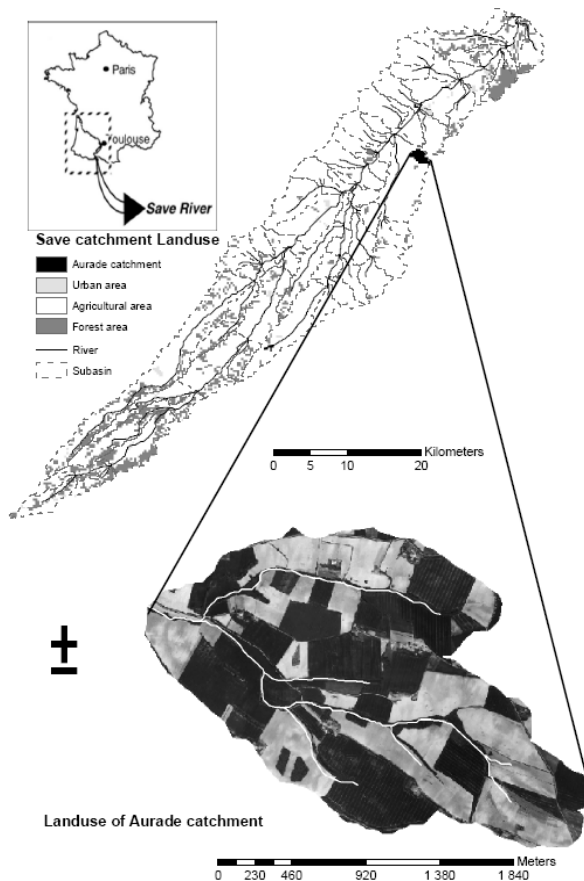 Paris
Toulouse
Save River
Save catchment Landuse
Aurade catchment
Urban area
Agricultural area
Forest area
River
Subasin
Kilometers
0 5 10 20
Landuse of Aurade catchment
Meters
0 230 460 920 1 380 1 840